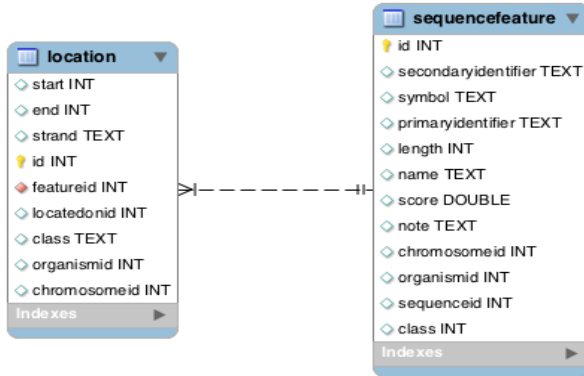 location
start INT
end INT
strand TEXT
id INT
featureid INT
locatedonid INT
class TEXT
organismid INT
chromosomeid INT
Indexes
sequencefeature
id INT
secondaryidentifier TEXT
symbol TEXT
primaryidentifier TEXT
length INT
name TEXT
score DOUBLE
note TEXT
chromosomeid INT
organismid INT
sequenceid INT
class INT
Indexes